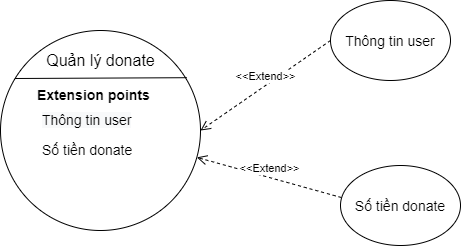 Quản lý donate
Extension points
Thông tin user
Số tiền donate
Thông tin user
<<Extend>>
<<Extend>>
Số tiền donate